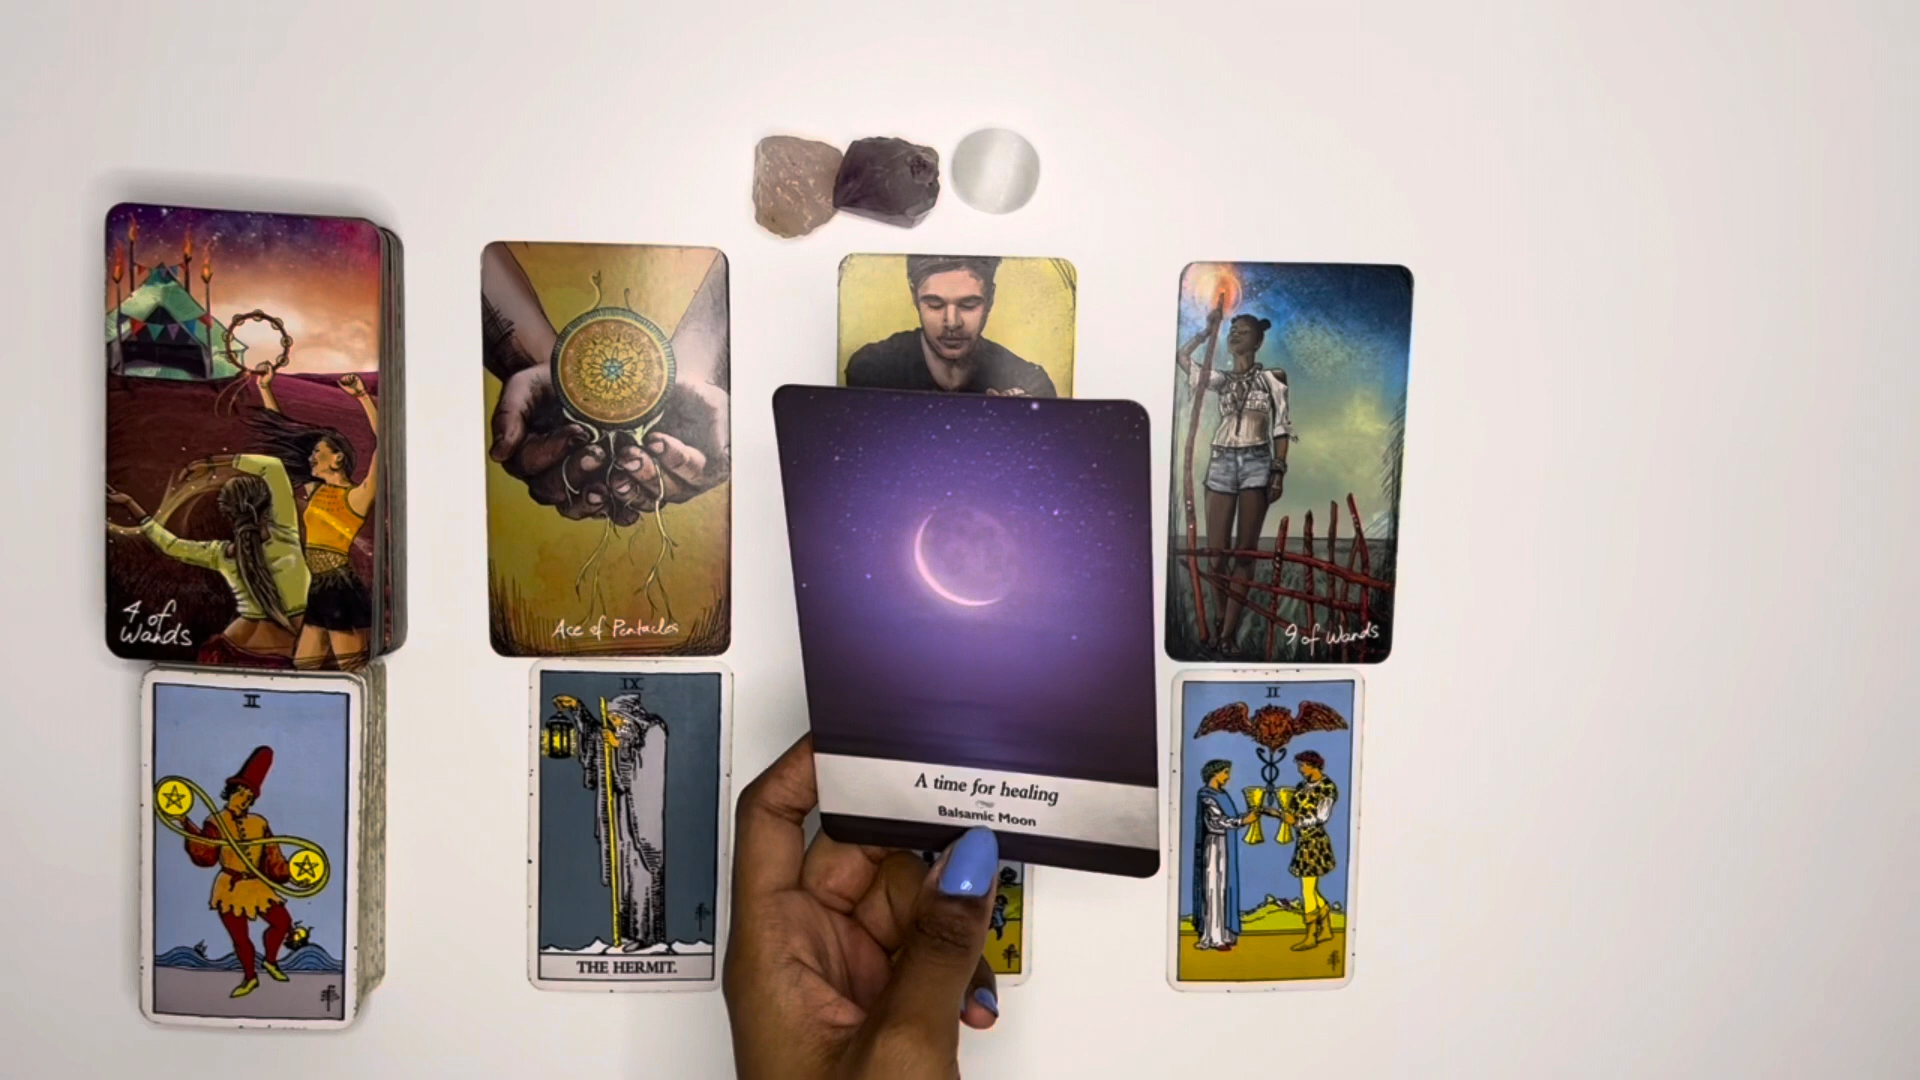 4 of
Wands
Ace of Pentacles
9 of Wands
A time for healing
Balsamic Moon
II
IX
THE HERMIT.
II